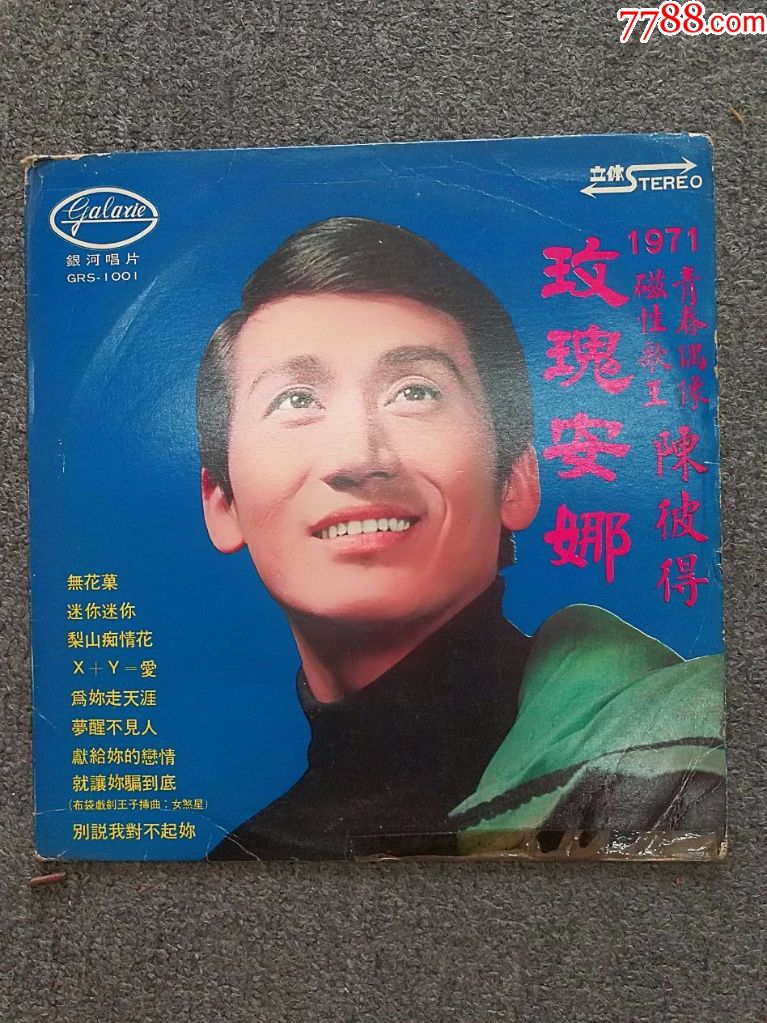 7788.com
Galaxie
銀河唱片
GRS-1001
立体STEREO
1971
青春偶像
磁性歌王
陳彼得
玫瑰安娜
無花菓
迷你迷你
梨山痴情花
X+Y=愛
爲妳走天涯
夢醒不見人
獻給妳的戀情
就讓妳騙到底
(布袋戲劍王子揷曲：女煞星)
別説我對不起妳